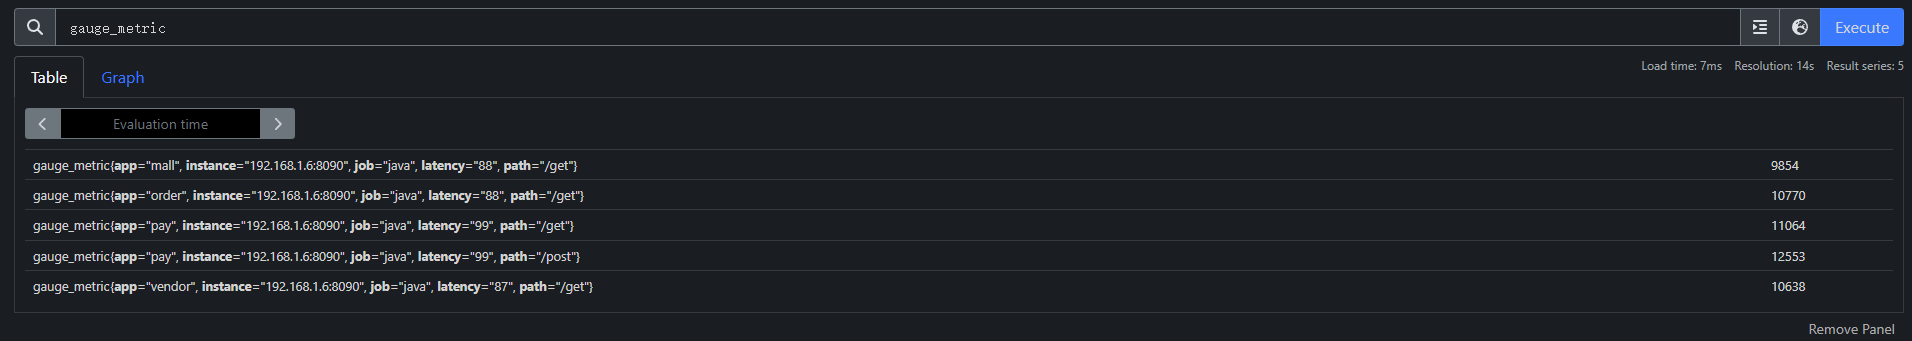 gauge_metric
Execute
Table
Graph
Load time: 7ms Resolution: 14s Result series: 5
Evaluation time
gauge_metric{app="mall", instance="192.168.1.6:8090", job="java", latency="88", path="/get"} 9854
gauge_metric{app="order", instance="192.168.1.6:8090", job="java", latency="88", path="/get"} 10770
gauge_metric{app="pay", instance="192.168.1.6:8090", job="java", latency="99", path="/get"} 11064
gauge_metric{app="pay", instance="192.168.1.6:8090", job="java", latency="99", path="/post"} 12553
gauge_metric{app="vendor", instance="192.168.1.6:8090", job="java", latency="87", path="/get"} 10638
Remove Panel